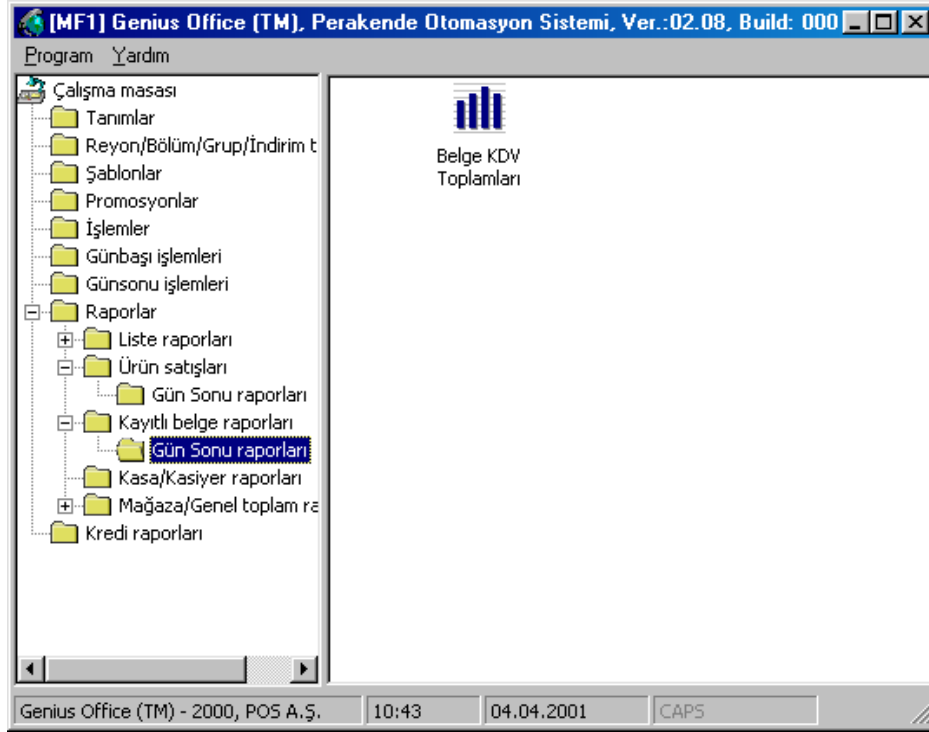 [MF1] Genius Office (TM), Perakende Otomasyon Sistemi, Ver.:02.08, Build: 000
Program Yardım
Çalışma masası
Tanımlar
Reyon/Bölüm/Grup/İndirim t
Şablonlar
Promosyonlar
İşlemler
Günbaşı işlemleri
Günsonu işlemleri
Raporlar
Liste raporları
Ürün satışları
Gün Sonu raporları
Kayıtlı belge raporları
Gün Sonu raporları
Kasa/Kasiyer raporları
Mağaza/Genel toplam ra
Kredi raporları
Belge KDV
Toplamları
Genius Office (TM) - 2000, POS A.Ş. 10:43 04.04.2001 CAPS